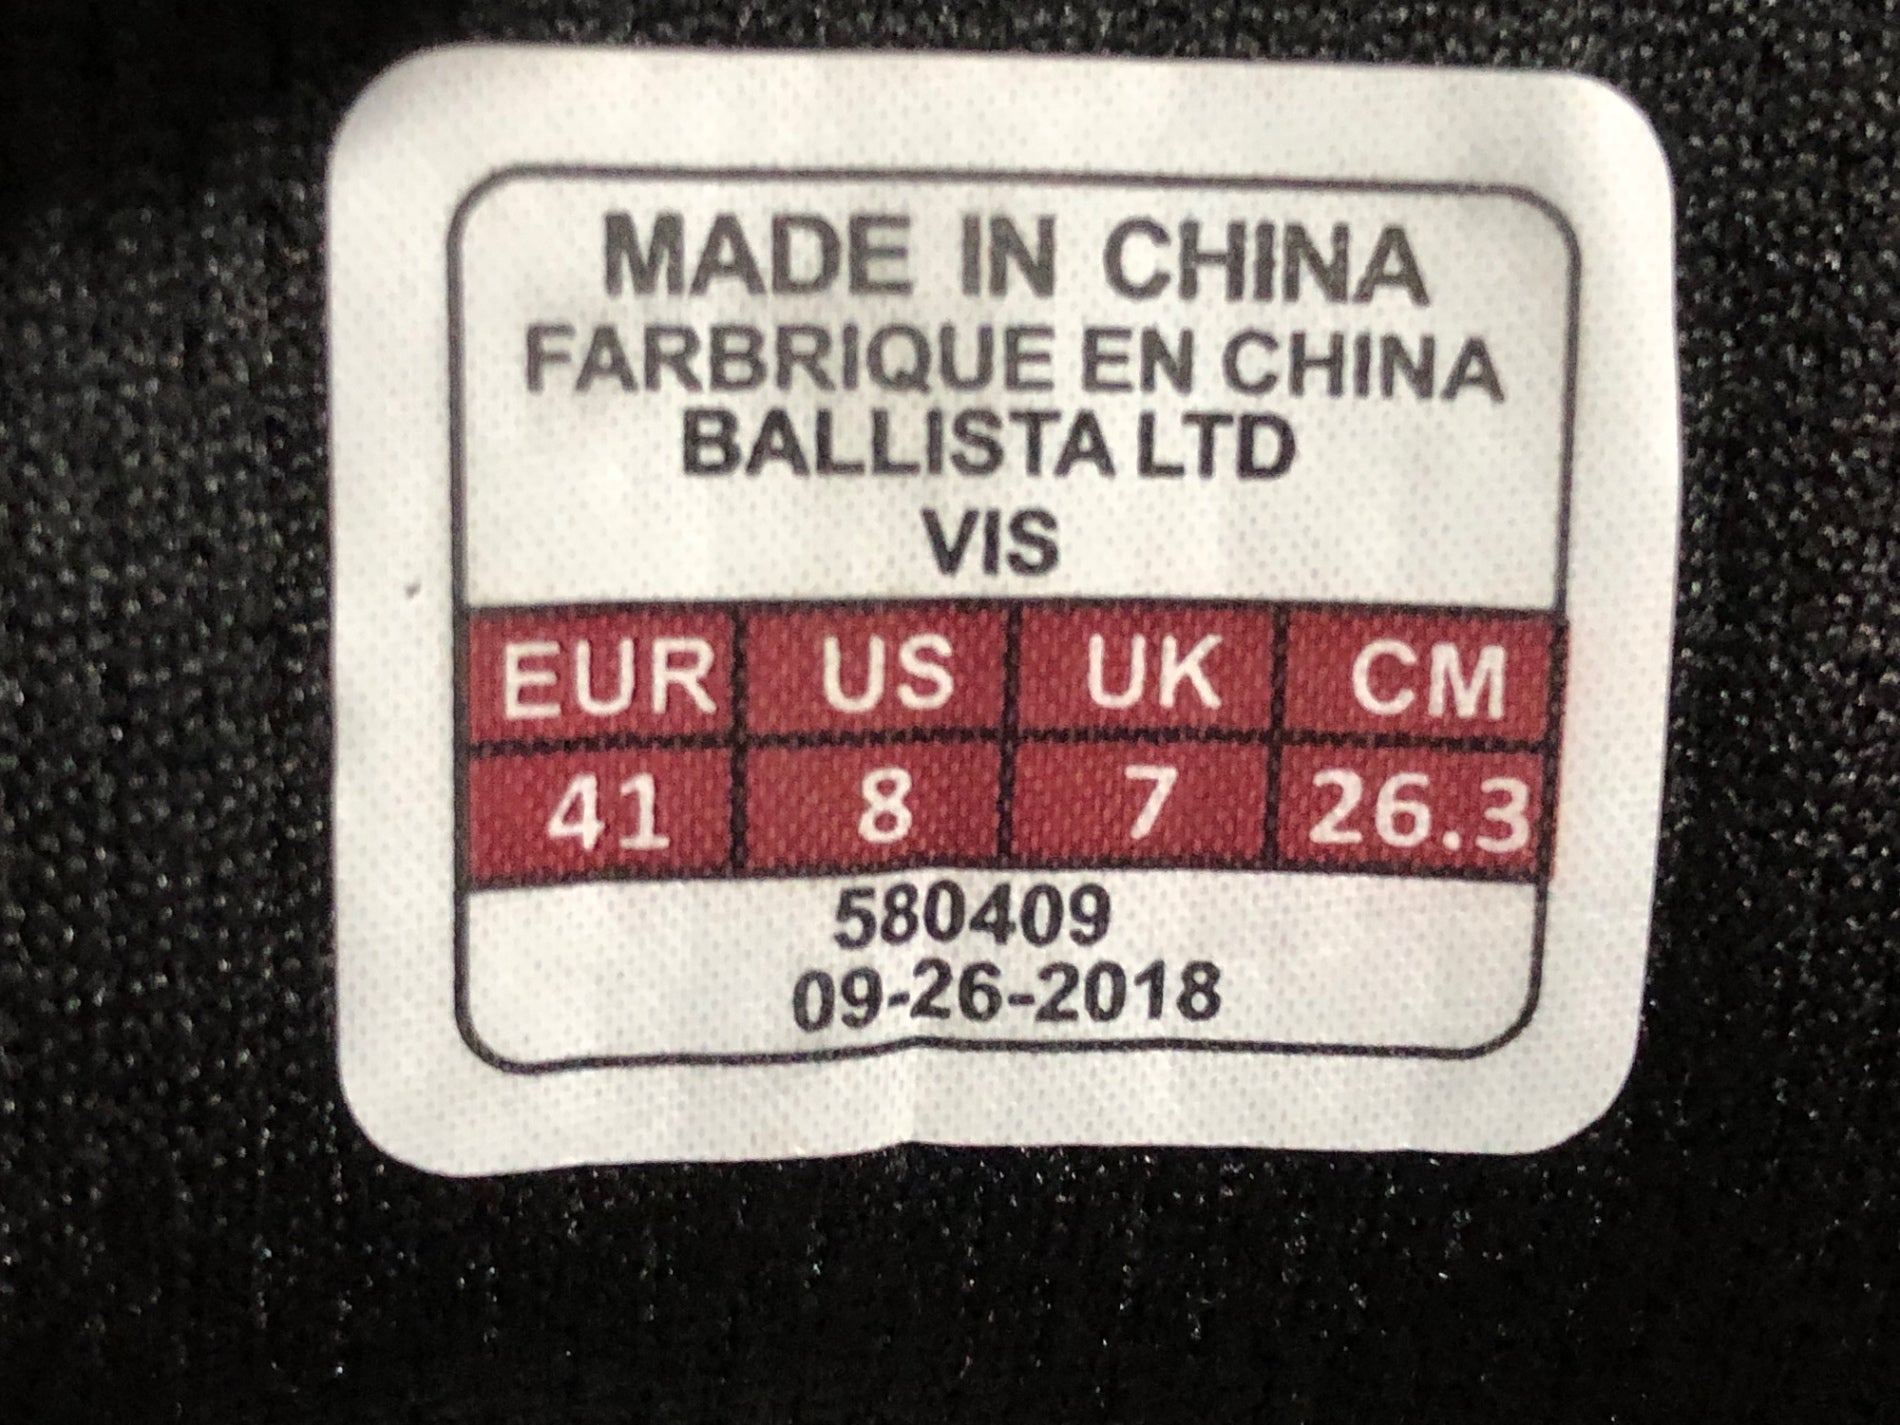 MADE IN CHINA
FARBRIQUE EN CHINA
BALLISTA LTD
VIS
EUR US UK CM
41 8 7 26.3
580409
09-26-2018